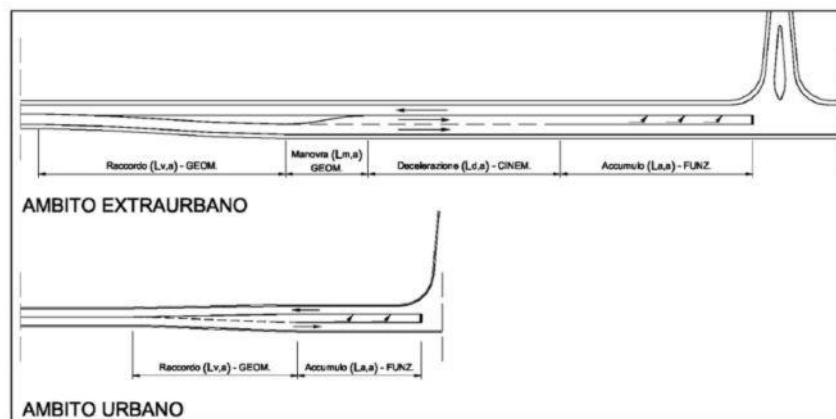 Manovra (Lm,a)
Raccordo (Lv,a) - GEOM.
GEOM.
Decelerazione (Ld,a) - CINEM.
Accumulo (La,a) - FUNZ.
AMBITO EXTRAURBANO
Raccordo (Lv,a) - GEOM.
Accumulo (La,a) - FUNZ.
AMBITO URBANO